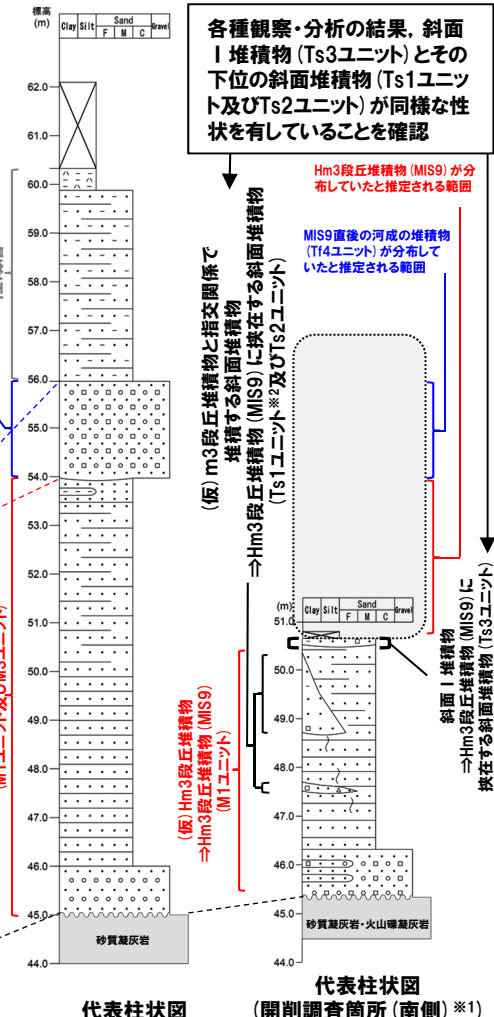 各種観察・分析の結果，斜面
Ⅰ堆積物（Ts3ユニット）とその
下位の斜面堆積物（Ts1ユニッ
ト及びTs2ユニット）が同様な性
状を有していることを確認
標高
(m)
Clay Silt Sand Gravel
F M C
62.0
61.0
60.0
59.0
58.0
57.0
56.0
55.0
54.0
53.0
52.0
51.0
50.0
49.0
48.0
47.0
46.0
45.0
44.0
砂質凝灰岩
代表柱状図
(仮)m3段丘堆積物と指交関係で
堆積する斜面堆積物
⇒Hm3段丘堆積物(MIS9)に挟在する斜面堆積物
(Ts1ユニット※2及びTs2ユニット)
Hm3段丘堆積物(MIS9)が分
布していたと推定される範囲
MIS9直後の河成の堆積物
(Tf4ユニット)が分布して
いたと推定される範囲
(仮)Hm3段丘堆積物
⇒Hm3段丘堆積物(MIS9)
(M1ユニット)
(m)
Clay Silt Sand Gravel
F M C
51.0
50.0
49.0
48.0
47.0
46.0
45.0
44.0
斜面Ⅰ堆積物
⇒Hm3段丘堆積物(MIS9)に
挟在する斜面堆積物(Ts3ユニット)
砂質凝灰岩・火山礫凝灰岩
代表柱状図
(開削調査箇所(南側)※1)